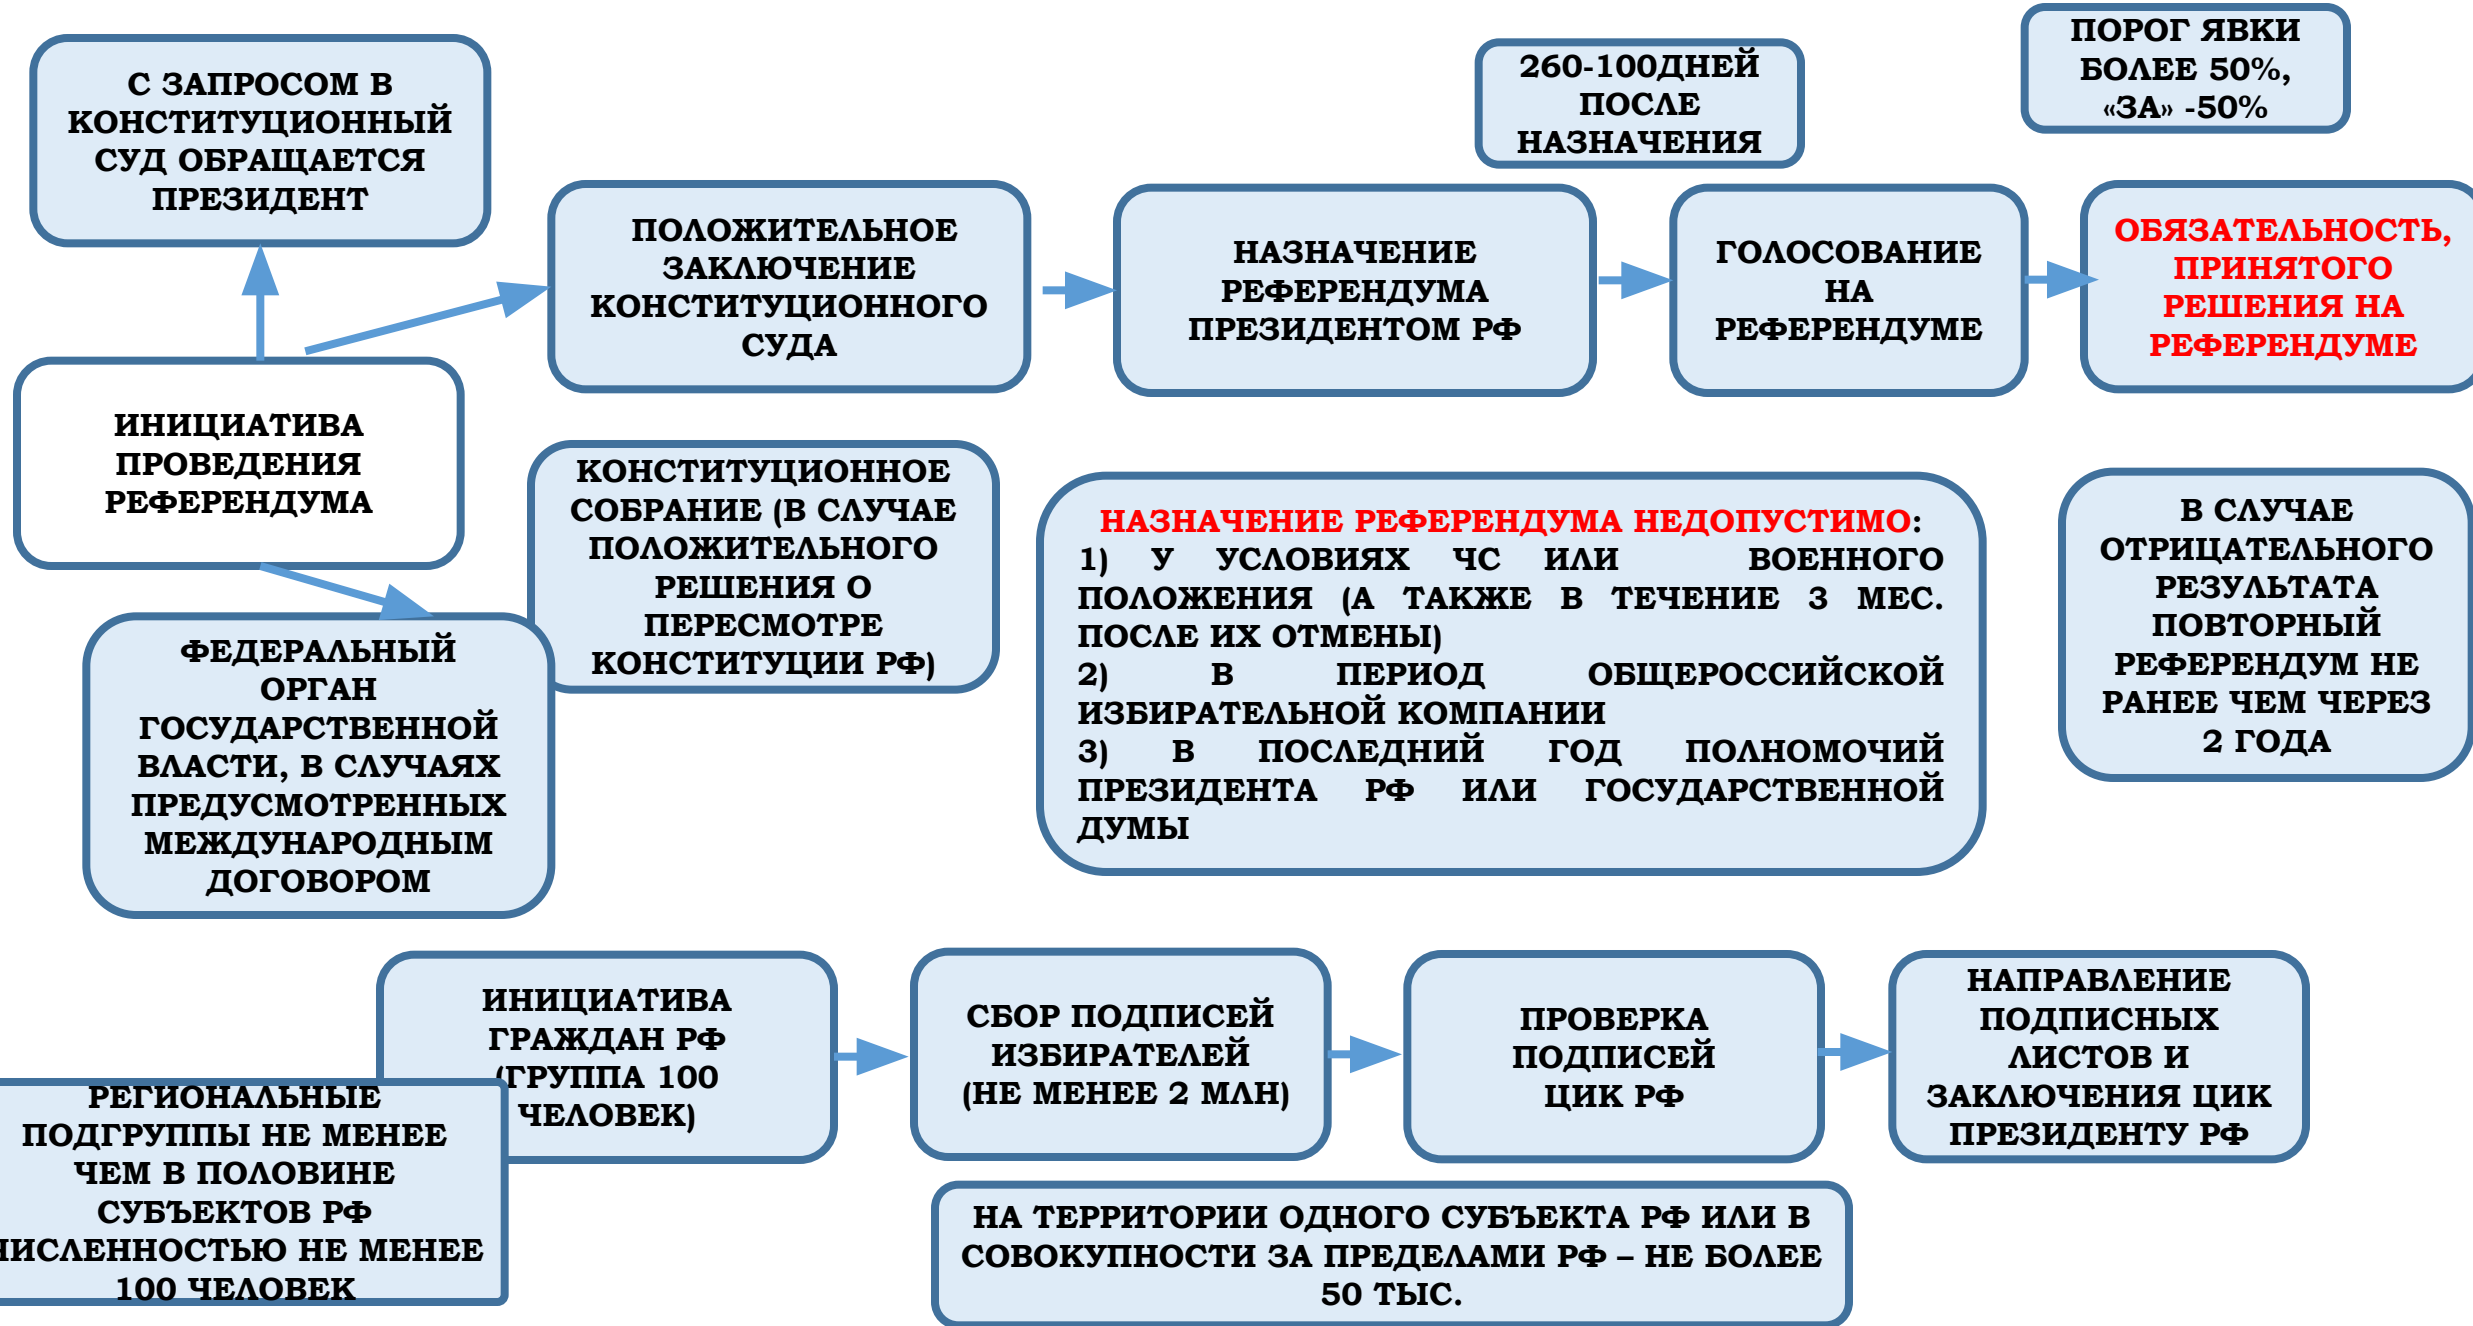 С ЗАПРОСОМ В
КОНСТИТУЦИОННЫЙ
СУД ОБРАЩАЕТСЯ
ПРЕЗИДЕНТ
260-100ДНЕЙ
ПОСЛЕ
НАЗНАЧЕНИЯ
ПОРОГ ЯВКИ
БОЛЕЕ 50%,
«ЗА» -50%
ПОЛОЖИТЕЛЬНОЕ
ЗАКЛЮЧЕНИЕ
КОНСТИТУЦИОННОГО
СУДА
НАЗНАЧЕНИЕ
РЕФЕРЕНДУМА
ПРЕЗИДЕНТОМ РФ
ГОЛОСОВАНИЕ
НА
РЕФЕРЕНДУМЕ
ОБЯЗАТЕЛЬНОСТЬ,
ПРИНЯТОГО
РЕШЕНИЯ НА
РЕФЕРЕНДУМЕ
ИНИЦИАТИВА
ПРОВЕДЕНИЯ
РЕФЕРЕНДУМА
КОНСТИТУЦИОННОЕ
СОБРАНИЕ (В СЛУЧАЕ
ПОЛОЖИТЕЛЬНОГО
РЕШЕНИЯ О
ПЕРЕСМОТРЕ
КОНСТИТУЦИИ РФ)
НАЗНАЧЕНИЕ РЕФЕРЕНДУМА НЕДОПУСТИМО:
1) У УСЛОВИЯХ ЧС ИЛИ ВОЕННОГО
ПОЛОЖЕНИЯ (А ТАКЖЕ В ТЕЧЕНИЕ 3 МЕС.
ПОСЛЕ ИХ ОТМЕНЫ)
2) В ПЕРИОД ОБЩЕРОССИЙСКОЙ
ИЗБИРАТЕЛЬНОЙ КОМПАНИИ
3) В ПОСЛЕДНИЙ ГОД ПОЛНОМОЧИЙ
ПРЕЗИДЕНТА РФ ИЛИ ГОСУДАРСТВЕННОЙ
ДУМЫ
В СЛУЧАЕ
ОТРИЦАТЕЛЬНОГО
РЕЗУЛЬТАТА
ПОВТОРНЫЙ
РЕФЕРЕНДУМ НЕ
РАНЕЕ ЧЕМ ЧЕРЕЗ
2 ГОДА
ФЕДЕРАЛЬНЫЙ
ОРГАН
ГОСУДАРСТВЕННОЙ
ВЛАСТИ, В СЛУЧАЯХ
ПРЕДУСМОТРЕННЫХ
МЕЖДУНАРОДНЫМ
ДОГОВОРОМ
ИНИЦИАТИВА
ГРАЖДАН РФ
(ГРУППА 100
ЧЕЛОВЕК)
СБОР ПОДПИСЕЙ
ИЗБИРАТЕЛЕЙ
(НЕ МЕНЕЕ 2 МЛН)
ПРОВЕРКА
ПОДПИСЕЙ
ЦИК РФ
НАПРАВЛЕНИЕ
ПОДПИСНЫХ
ЛИСТОВ И
ЗАКЛЮЧЕНИЯ ЦИК
ПРЕЗИДЕНТУ РФ
РЕГИОНАЛЬНЫЕ
ПОДГРУППЫ НЕ МЕНЕЕ
ЧЕМ В ПОЛОВИНЕ
СУБЪЕКТОВ РФ
ЧИСЛЕННОСТЬЮ НЕ МЕНЕЕ
100 ЧЕЛОВЕК
НА ТЕРРИТОРИИ ОДНОГО СУБЪЕКТА РФ ИЛИ В
СОВОКУПНОСТИ ЗА ПРЕДЕЛАМИ РФ – НЕ БОЛЕЕ
50 ТЫС.